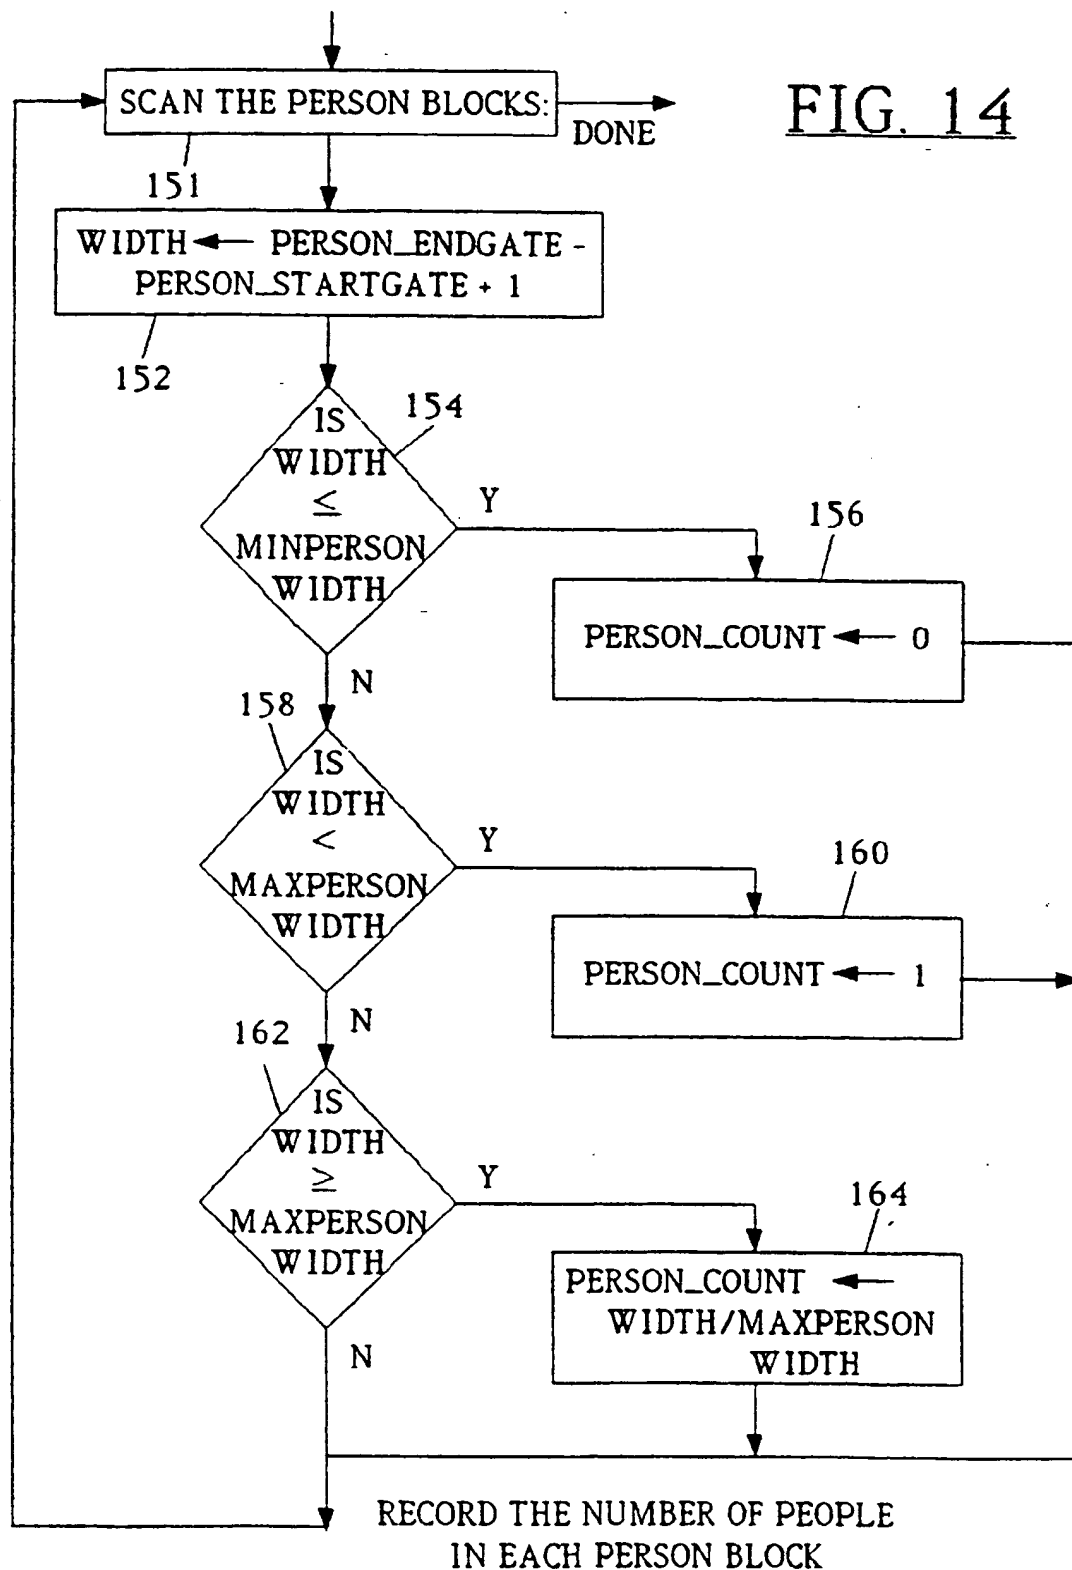 SCAN THE PERSON BLOCKS:
DONE
FIG. 14
151
WIDTH ← PERSON_ENDGATE -
PERSON_STARTGATE + 1
152
154
IS
WIDTH
≤
MINPERSON
WIDTH
Y
156
PERSON_COUNT ← 0
N
158
IS
WIDTH
<
MAXPERSON
WIDTH
Y
160
PERSON_COUNT ← 1
N
162
IS
WIDTH
≥
MAXPERSON
WIDTH
Y
164
PERSON_COUNT ←
WIDTH/MAXPERSON
WIDTH
N
RECORD THE NUMBER OF PEOPLE
IN EACH PERSON BLOCK